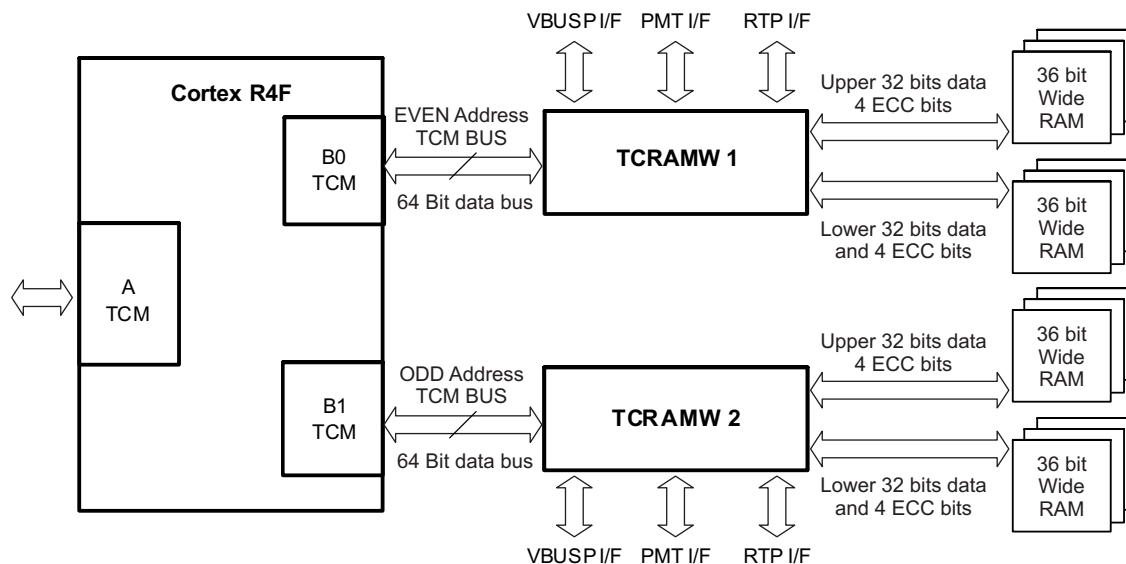 VBUSP I/F
PMT I/F
RTP I/F
Cortex R4F
B0
TCM
EVEN Address
TCM BUS
64 Bit data bus
TCRAMW 1
Upper 32 bits data
4 ECC bits
36 bit
Wide
RAM
Lower 32 bits data
and 4 ECC bits
36 bit
Wide
RAM
A
TCM
B1
TCM
ODD Address
TCM BUS
64 Bit data bus
TCRAMW 2
Upper 32 bits data
4 ECC bits
36 bit
Wide
RAM
Lower 32 bits data
and 4 ECC bits
36 bit
Wide
RAM
VBUSP I/F
PMT I/F
RTP I/F